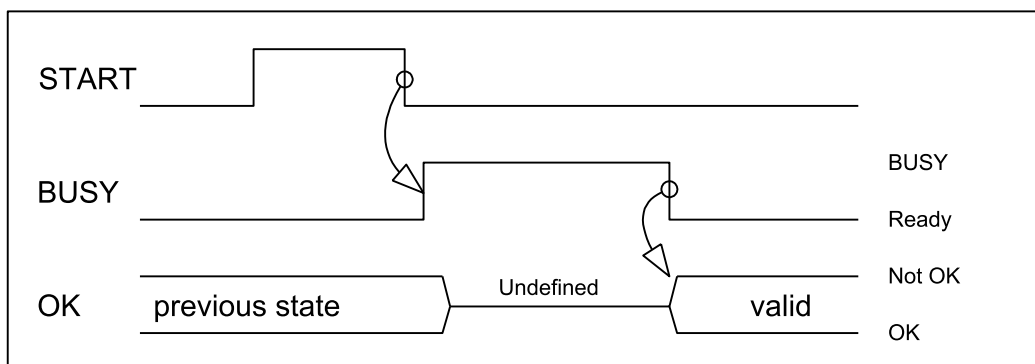 START
BUSY
BUSY
Ready
Undefined
Not OK
OK
previous state
valid
OK